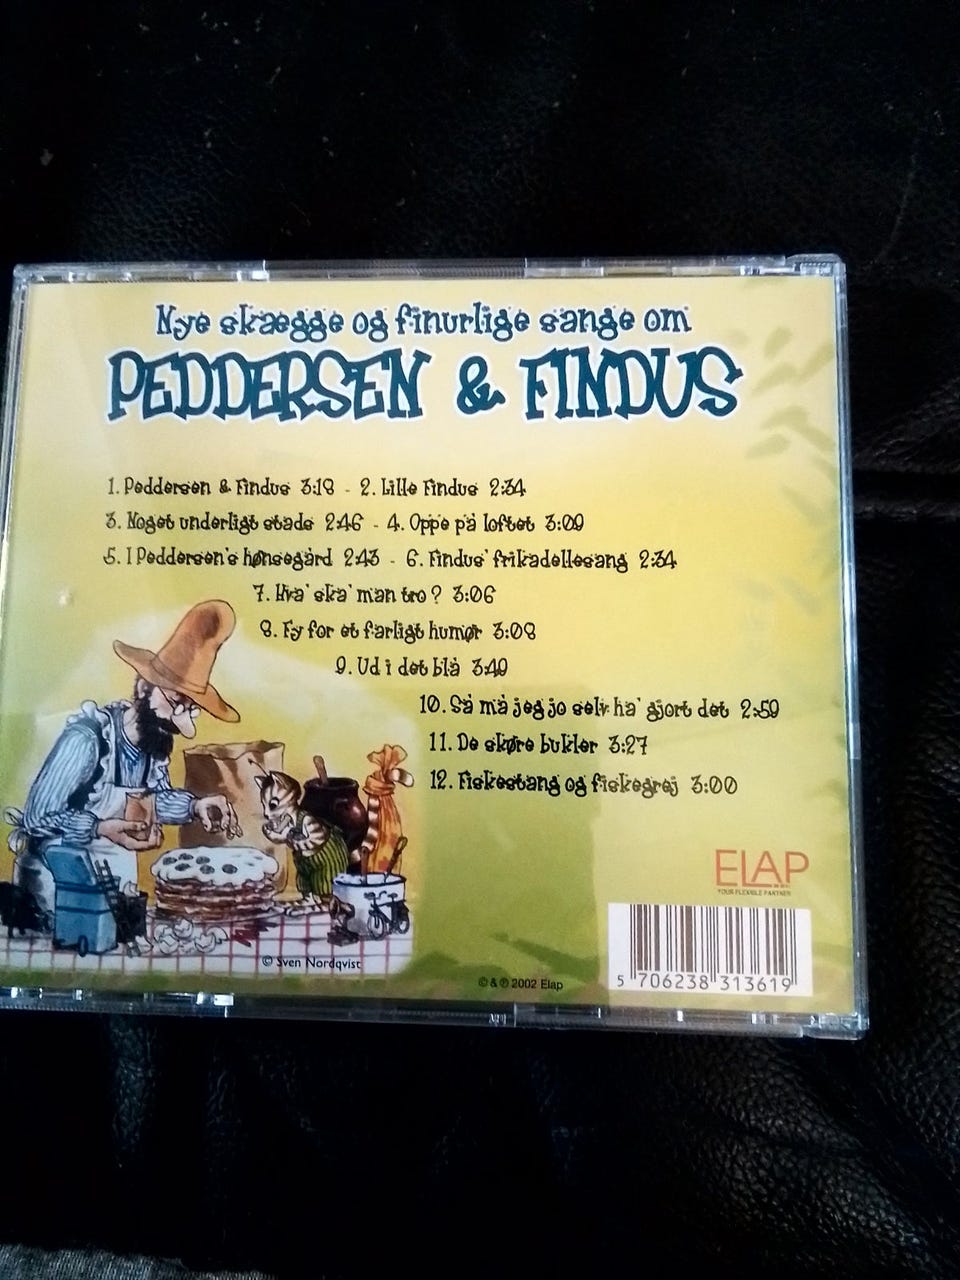 Nye skægge og finurlige sange om
PEDDERSEN & FINDUS
1. Peddersen & Findus 3:18 - 2. Lille Findus 2:34
3. Noget underligt stads 2:46 - 4. Oppe på loftet 3:09
5. I Peddersen's hønsegård 2:43 - 6. Findus' frikadellesang 2:34
7. Hva' ska' man tro? 3:06
8. Fy for et farligt humør 3:08
9. Ud i det blå 3:49
10. Så må jeg jo selv ha' gjort det 2:59
11. De skøre bukler 3:27
12. Fiskestang og fiskegrej 3:00
ELAP
YOUR FLEXIBLE PARTNER
© Sven Nordqvist
© & ℗ 2002 Elap
5 706238 313619